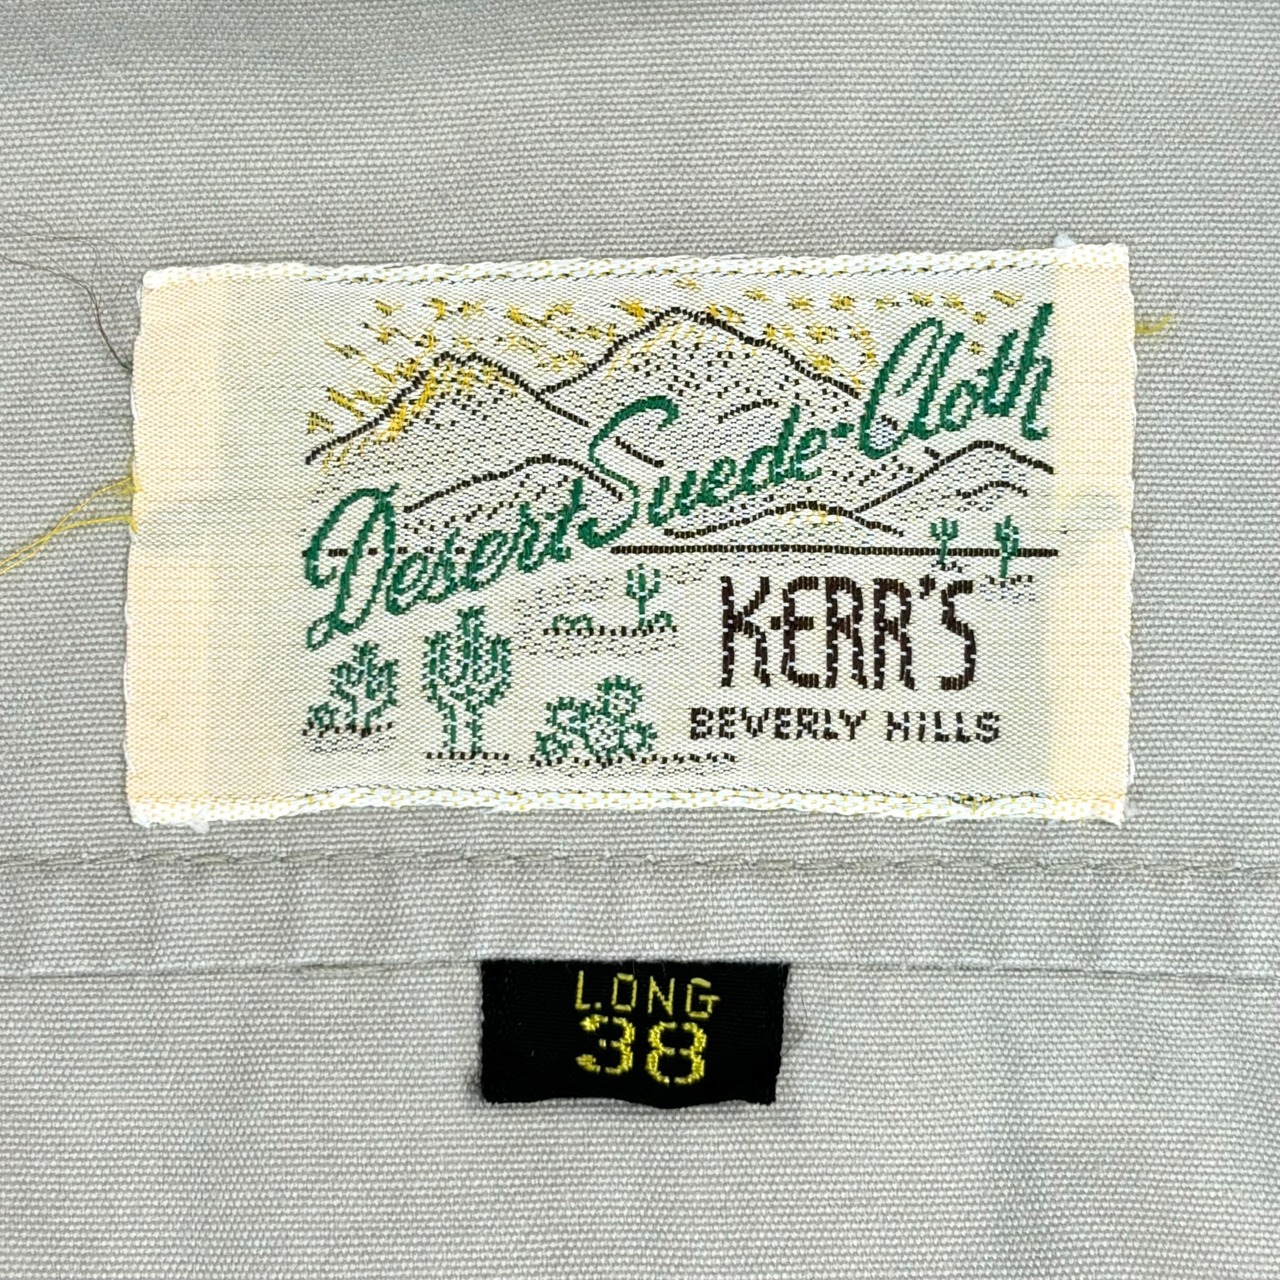 Desert Suede-Cloth
KERR'S
BEVERLY HILLS
LONG
38